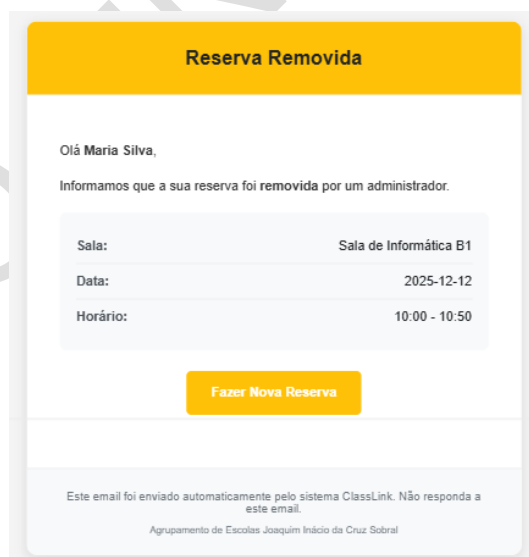 Reserva Removida
Olá Maria Silva,
Informamos que a sua reserva foi removida por um administrador.
Sala: Sala de Informática B1
Data: 2025-12-12
Horário: 10:00 - 10:50
Fazer Nova Reserva
Este email foi enviado automaticamente pelo sistema ClassLink. Não responda a
este email.
Agrupamento de Escolas Joaquim Inácio da Cruz Sobral